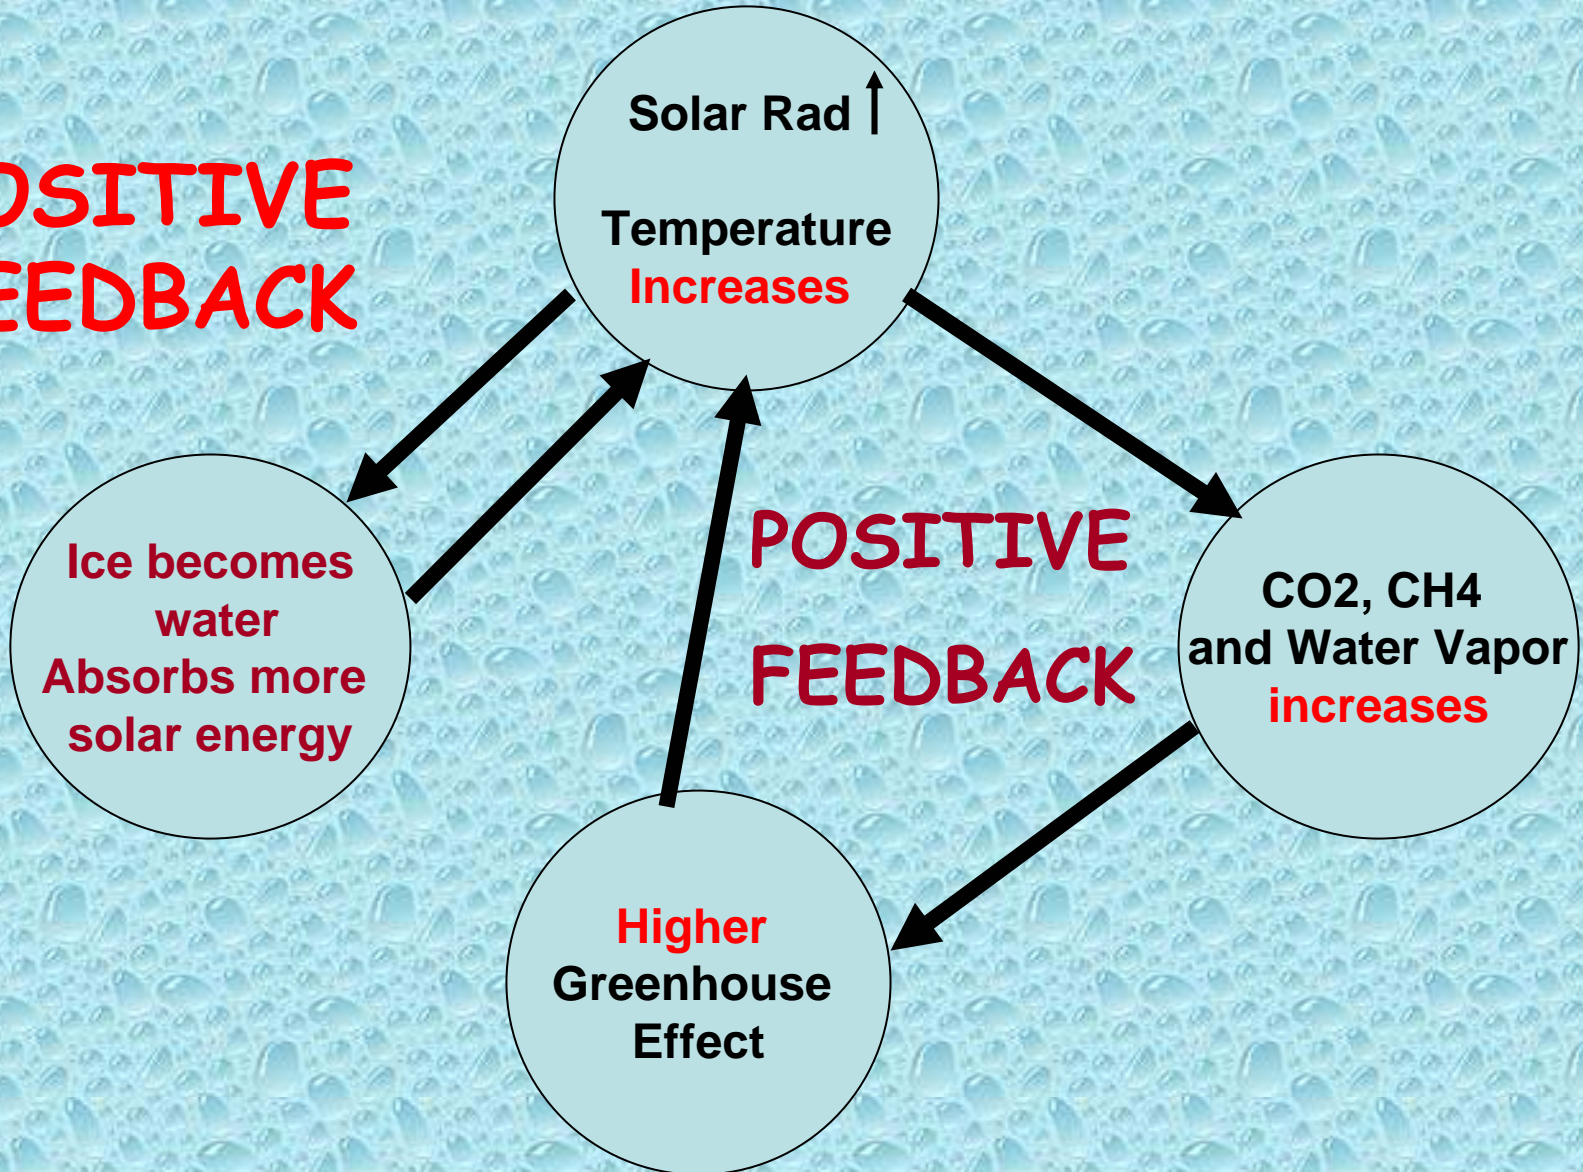 Solar Rad
Temperature
Increases
OSITIVE
EEDBACK
POSITIVE
FEEDBACK
Ice becomes
water
Absorbs more
solar energy
CO2, CH4
and Water Vapor
increases
Higher
Greenhouse
Effect